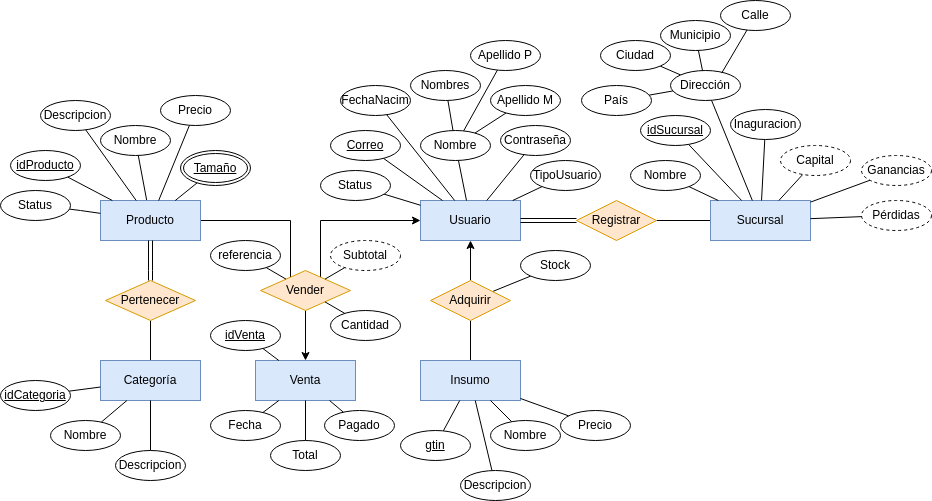 Calle
Municipio
Ciudad
Apellido P
Dirección
Nombres
País
FechaNacim
Apellido M
Precio
Descripcion
Inaguracion
idSucursal
Nombre
Contraseña
Correo
Nombre
Capital
idProducto
Tamaño
Ganancias
TipoUsuario
Nombre
Status
Status
Pérdidas
Producto
Usuario
Registrar
Sucursal
referencia
Subtotal
Stock
Pertenecer
Vender
Adquirir
Cantidad
idVenta
Categoría
Venta
Insumo
idCategoria
Fecha
Pagado
Precio
Nombre
Nombre
gtin
Total
Descripcion
Descripcion